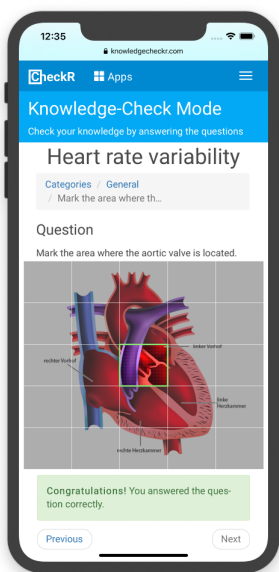 12:35
knowledgecheckr.com
CheckR Apps
Knowledge-Check Mode
Check your knowledge by answering the questions
Heart rate variability
Categories / General
/ Mark the area where th...
Question
Mark the area where the aortic valve is located.
linker Vorhof
rechter Vorhof
linke
Herzkammer
rechte Herzkammer
Congratulations! You answered the ques-
tion correctly.
Previous Next